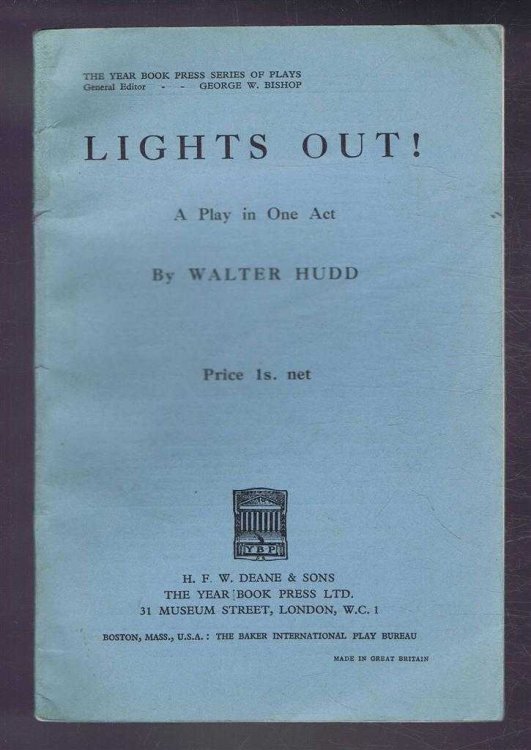 THE YEAR BOOK PRESS SERIES OF PLAYS
General Editor - - GEORGE W. BISHOP
LIGHTS OUT!
A Play in One Act
By WALTER HUDD
Price 1s. net
Y B P
H. F. W. DEANE & SONS
THE YEAR BOOK PRESS LTD.
31 MUSEUM STREET, LONDON, W.C. 1
BOSTON, MASS., U.S.A. : THE BAKER INTERNATIONAL PLAY BUREAU
MADE IN GREAT BRITAIN